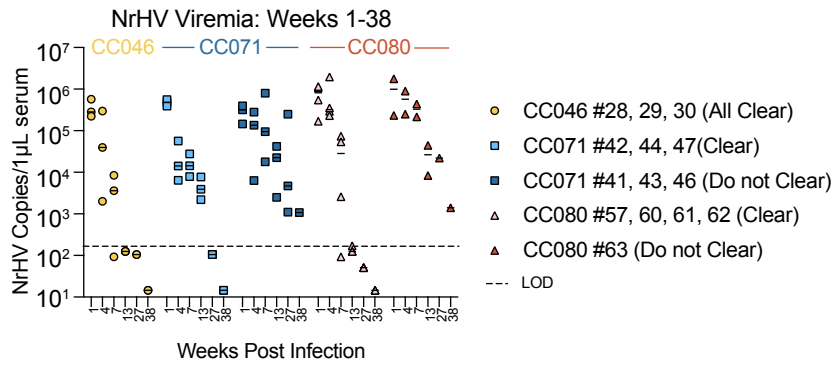 NrHV Viremia: Weeks 1-38
CC046 CC071 CC080
NrHV Copies/1µL serum
10⁷
10⁶
10⁵
10⁴
10³
10²
10¹
1 4 7 13 27 38 1 4 7 13 27 38 1 4 7 13 27 38 1 4 7 13 27 38 1 4 7 13 27 38
Weeks Post Infection
CC046 #28, 29, 30 (All Clear)
CC071 #42, 44, 47(Clear)
CC071 #41, 43, 46 (Do not Clear)
CC080 #57, 60, 61, 62 (Clear)
CC080 #63 (Do not Clear)
LOD